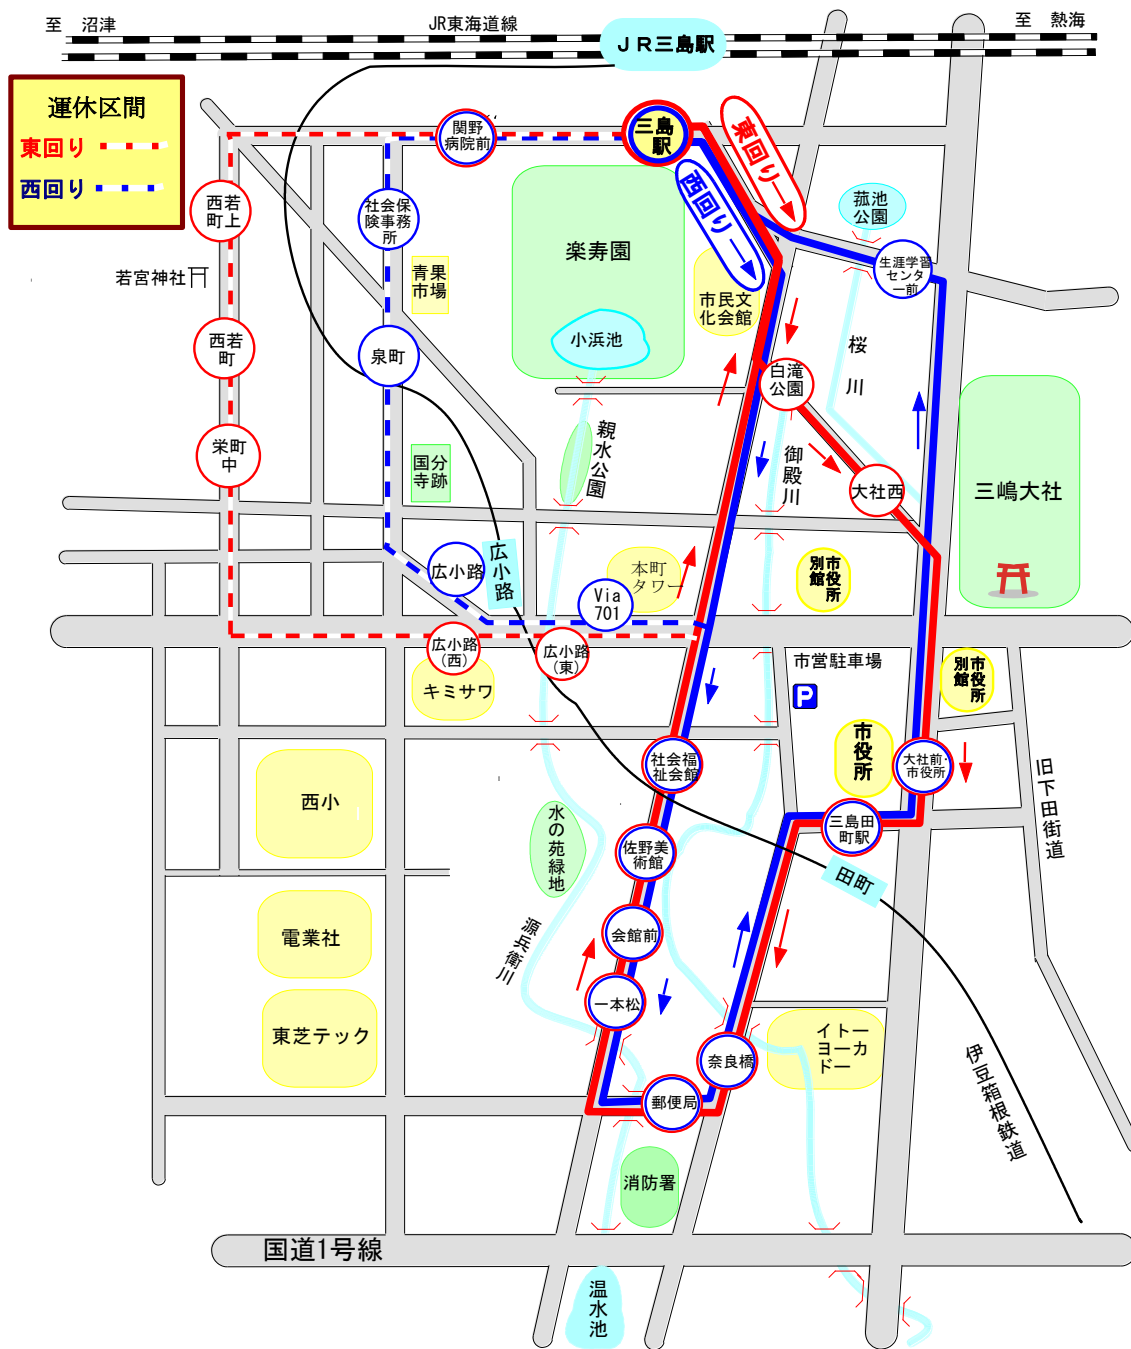 至 沼津
JR東海道線
ＪＲ三島駅
至 熱海
運休区間
東回り
西回り
関野
病院前
三島
駅
東回り
西回り
西若
町上
社会保
険事務
所
楽寿園
菰池
公園
生涯学習
センタ
ー前
若宮神社
青果
市場
市民文
化会館
小浜池
西若
町
泉町
桜川
白滝
公園
栄町
中
国分
寺跡
親水公園
御殿川
大社西
三嶋大社
広小路
広小路
本町
タワー
市役所
別館
Via
701
広小路
(西)
広小路
(東)
キミサワ
市営駐車場
P
市役所
別館
市役所
社会福
祉会館
大社前・
市役所
旧下田街道
西小
水の苑緑地
佐野美
術館
三島田
町駅
田町
電業社
源兵衛川
会館前
一本松
東芝テック
イトー
ヨーカ
ドー
奈良橋
郵便局
伊豆箱根鉄道
消防署
国道1号線
温水池